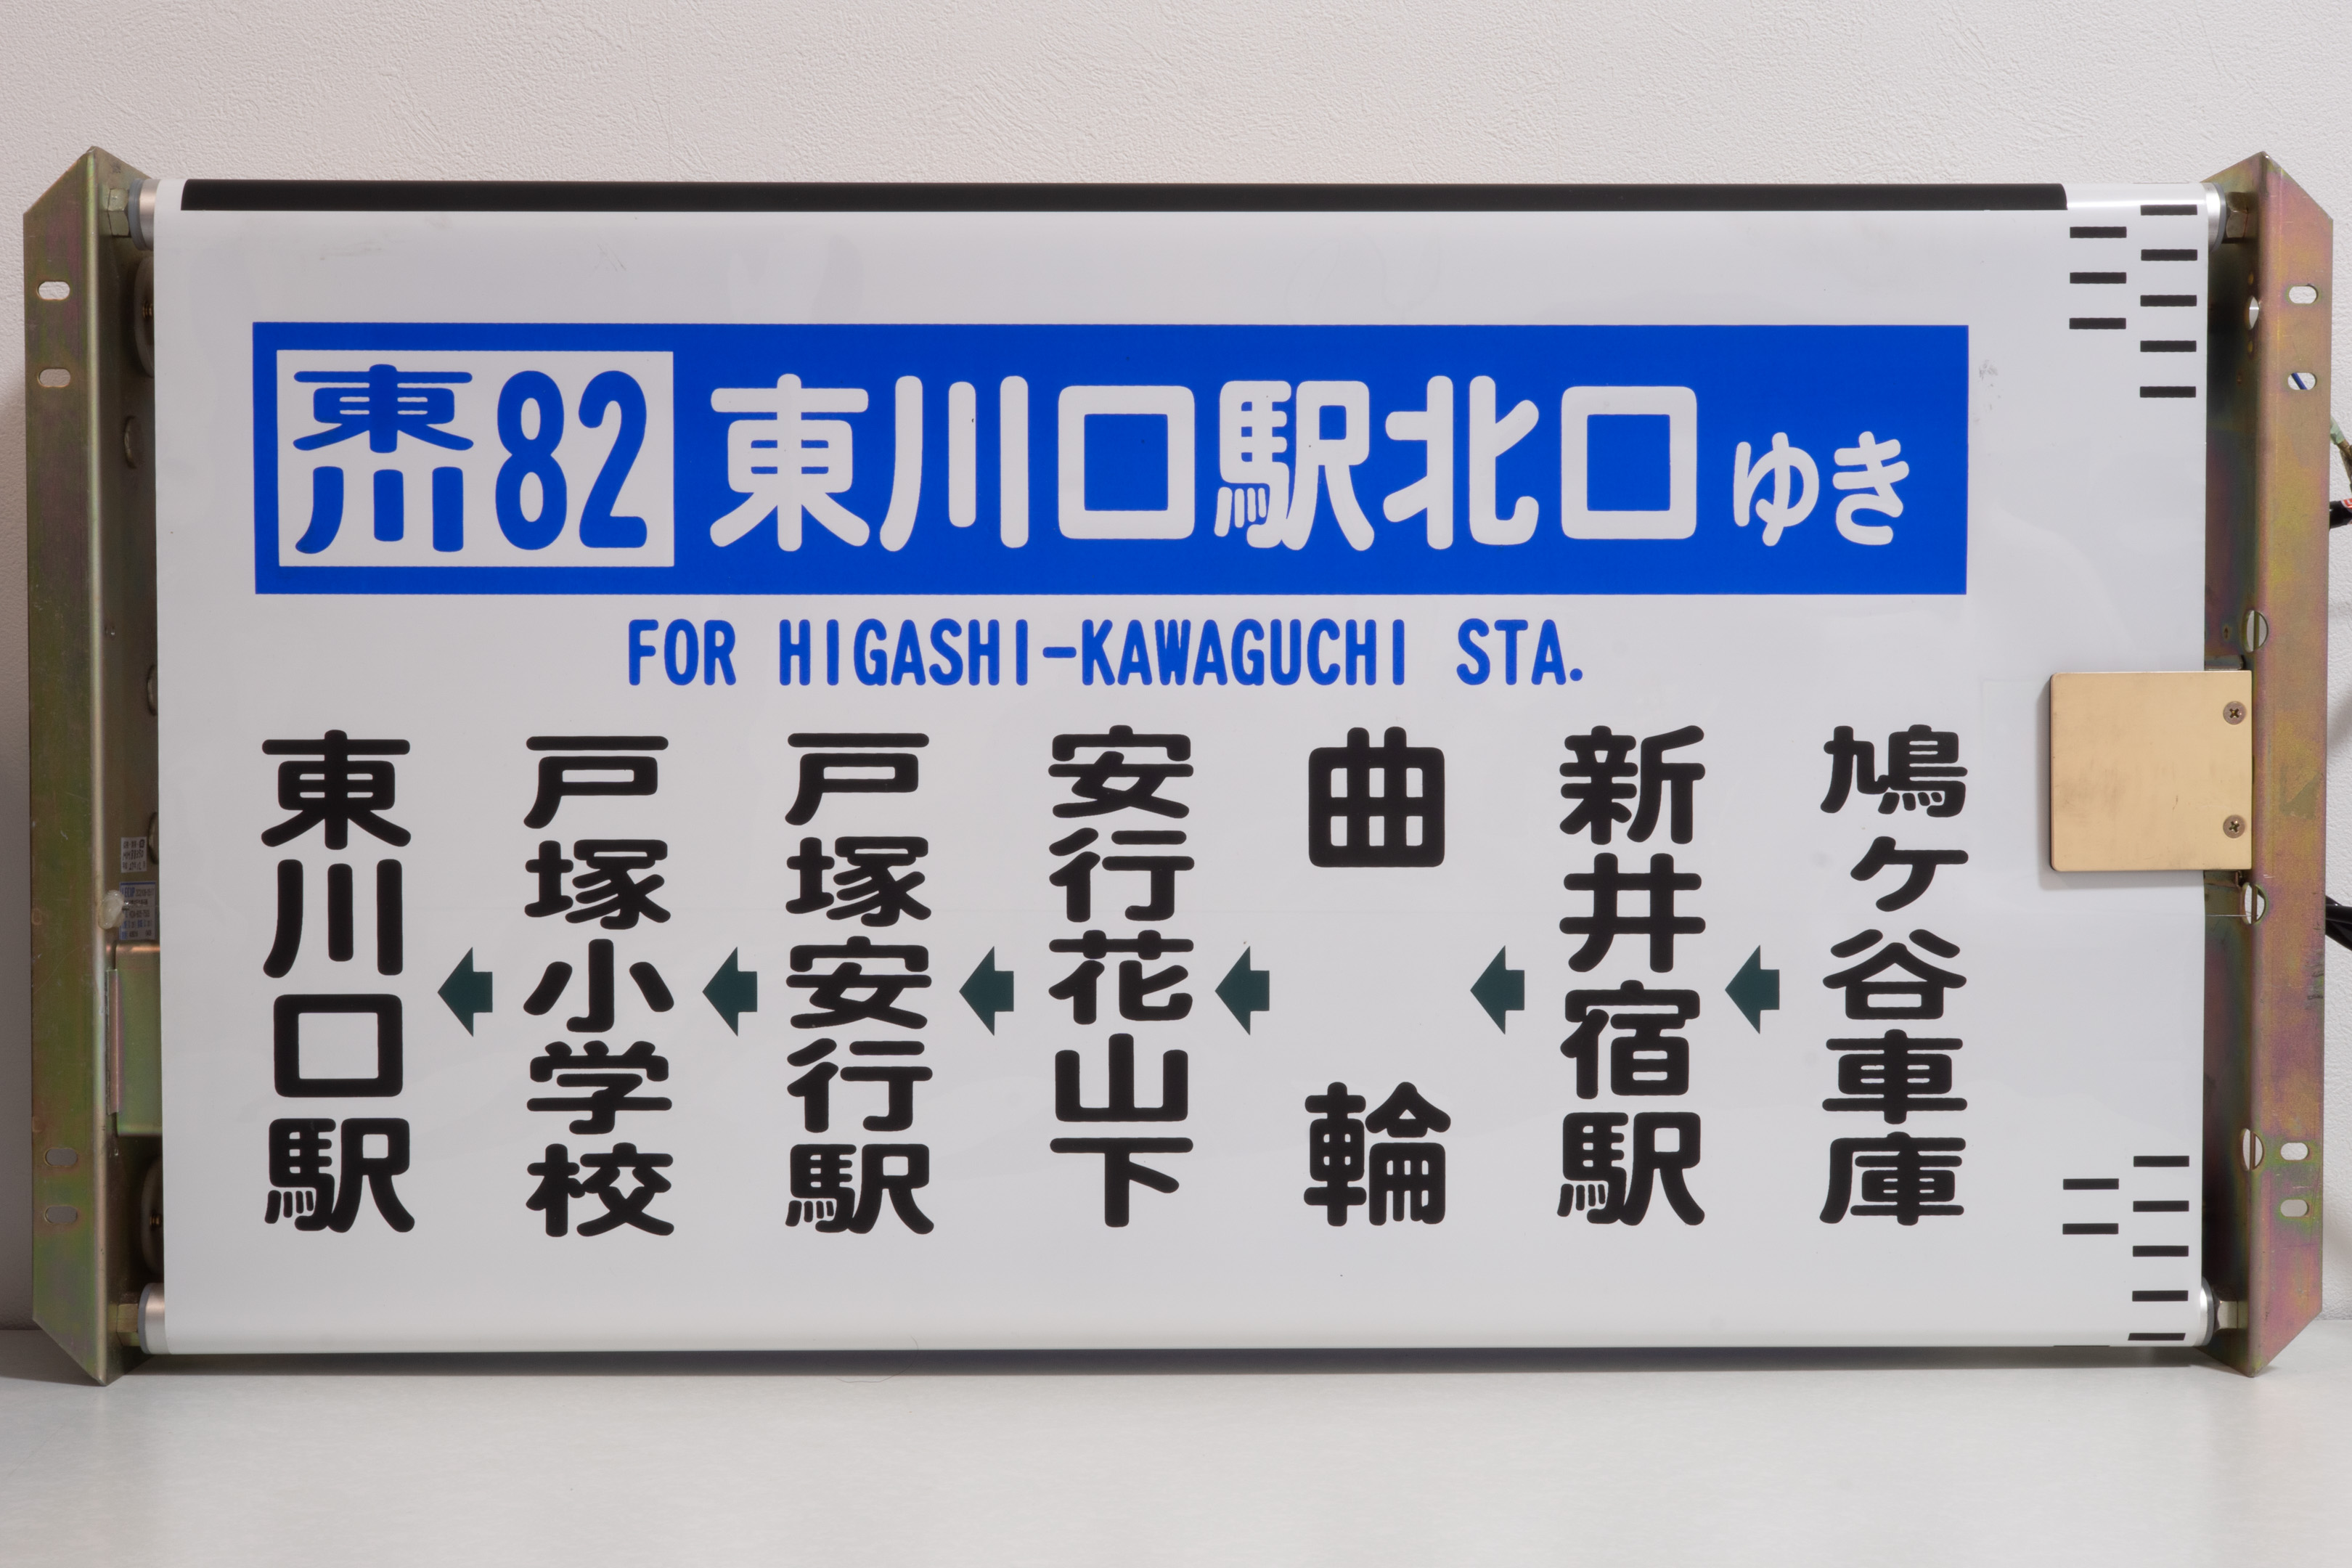 東川82 東川口駅北口ゆき
FOR HIGASHI-KAWAGUCHI STA.
鳩ヶ谷車庫
新井宿駅
曲輪
安行花山下
戸塚安行駅
戸塚小学校
東川口駅